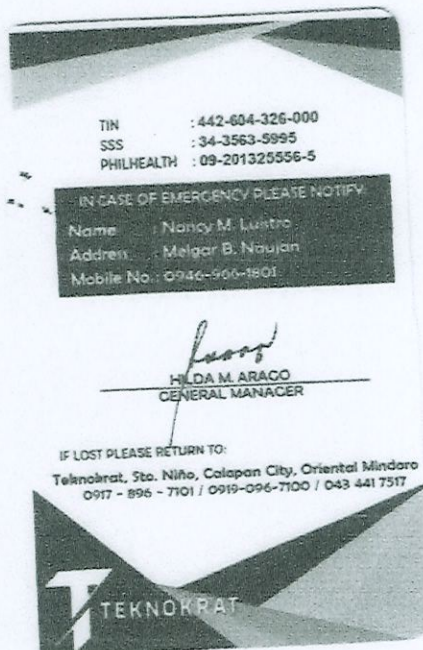 TIN : 442-604-326-000
SSS : 34-3563-5995
PHILHEALTH : 09-201325556-5
IN CASE OF EMERGENCY PLEASE NOTIFY:
Name : Nancy M. Lustro
Address : Melgar B. Naujan
Mobile No.: 0946-966-1801
HILDA M. ARAGO
GENERAL MANAGER
IF LOST PLEASE RETURN TO:
Teknokrat, Sto. Niño, Calapan City, Oriental Mindoro
0917 - 896 - 7101 / 0919-096-7100 / 043 441 7517
TEKNOKRAT